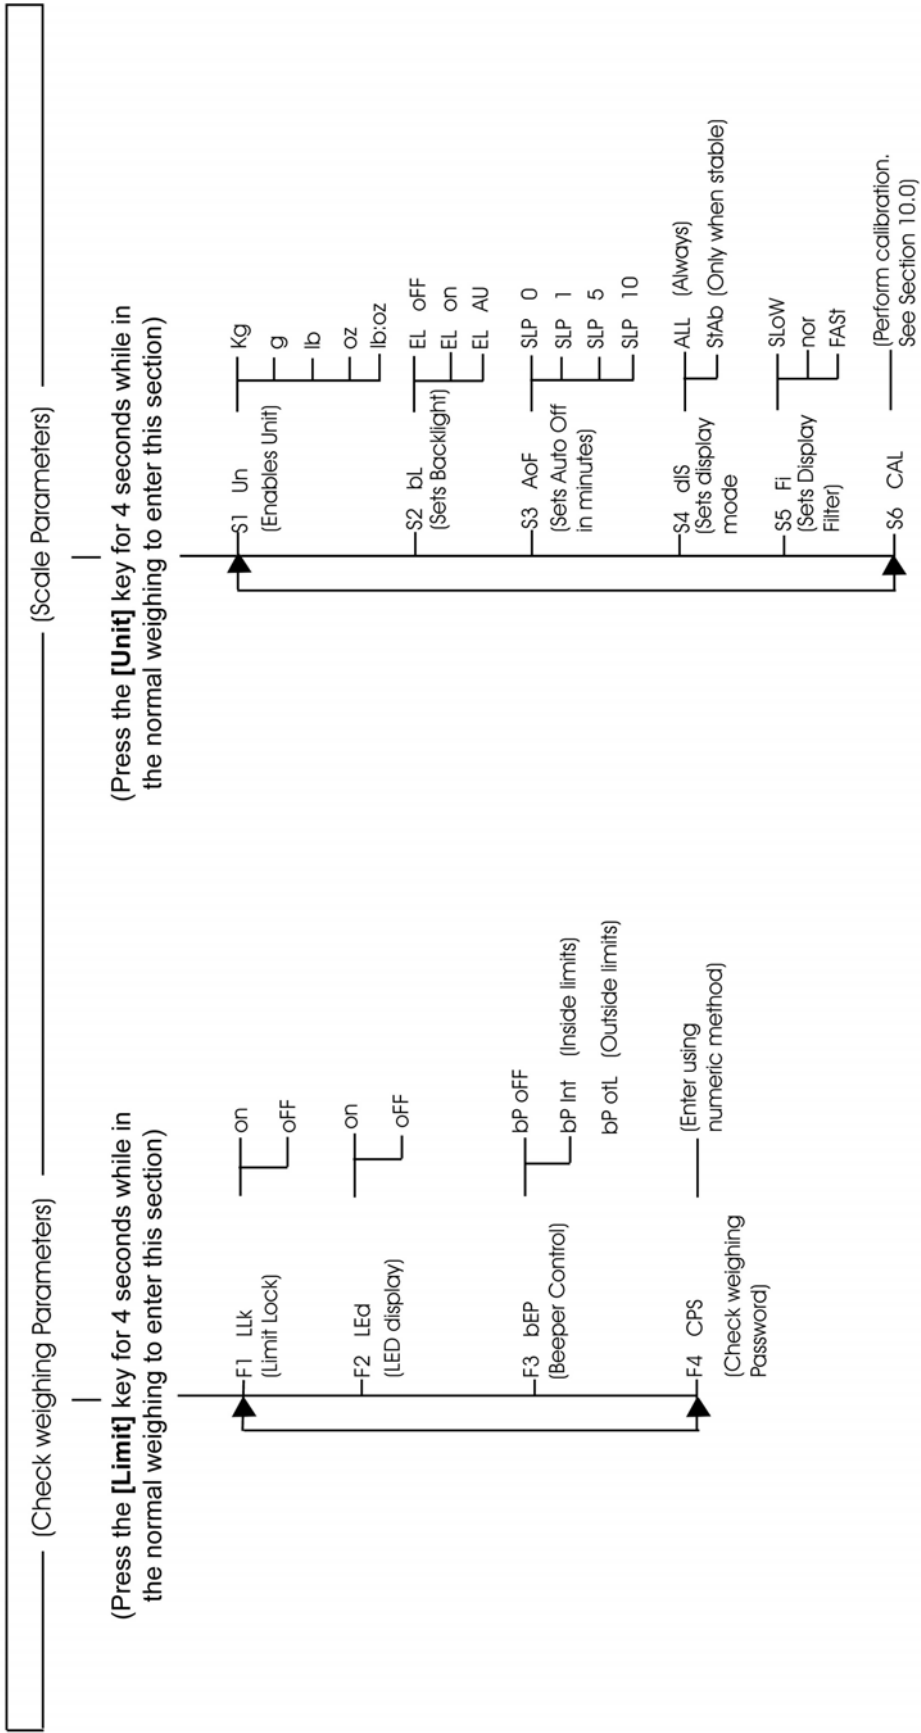 (Check weighing Parameters)
(Press the [Limit] key for 4 seconds while in
the normal weighing to enter this section)
F1 LLk
(Limit Lock)
on
oFF
F2 LEd
(LED display)
on
oFF
F3 bEP
(Beeper Control)
bP oFF
bP Int (Inside limits)
bP otL (Outside limits)
F4 CPS
(Check weighing
Password)
(Enter using
numeric method)
(Scale Parameters)
(Press the [Unit] key for 4 seconds while in
the normal weighing to enter this section)
S1 Un
(Enables Unit)
Kg
g
lb
oz
lb:oz
S2 bL
(Sets Backlight)
EL oFF
EL on
EL AU
S3 AoF
(Sets Auto Off
in minutes)
SLP 0
SLP 1
SLP 5
SLP 10
S4 dIS
(Sets display
mode
ALL (Always)
StAb (Only when stable)
S5 Fi
(Sets Display
Filter)
SLoW
nor
FASt
S6 CAL
(Perform calibration.
See Section 10.0)